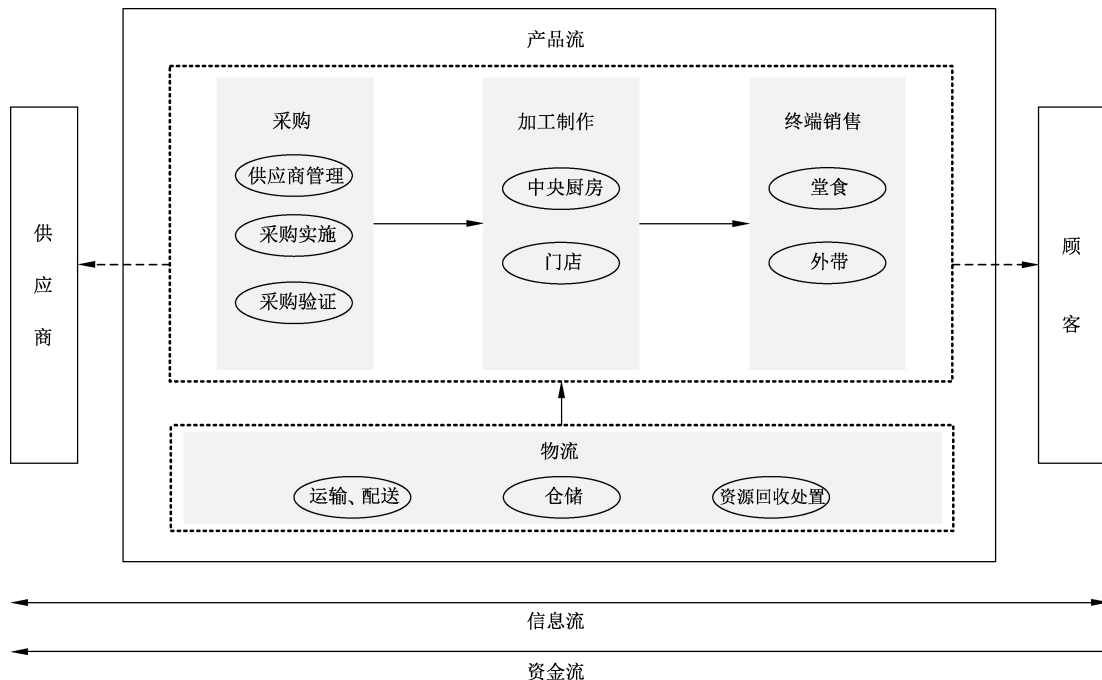 产品流
采购
供应商管理
采购实施
采购验证
加工制作
中央厨房
门店
终端销售
堂食
外带
供
应
商
顾
客
物流
运输、配送
仓储
资源回收处置
信息流
资金流